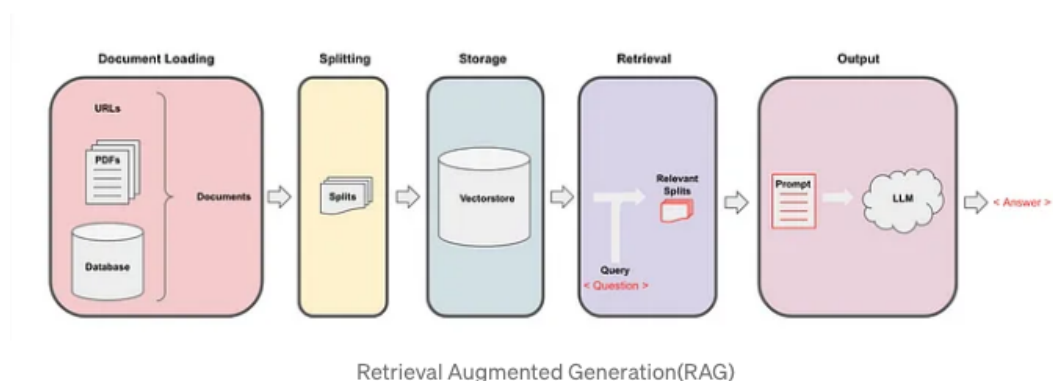 Document Loading
Splitting
Storage
Retrieval
Output
URLs
PDFs
Documents
Database
Splits
Vectorstore
Relevant
Splits
Query
< Question >
Prompt
LLM
< Answer >
Retrieval Augmented Generation(RAG)